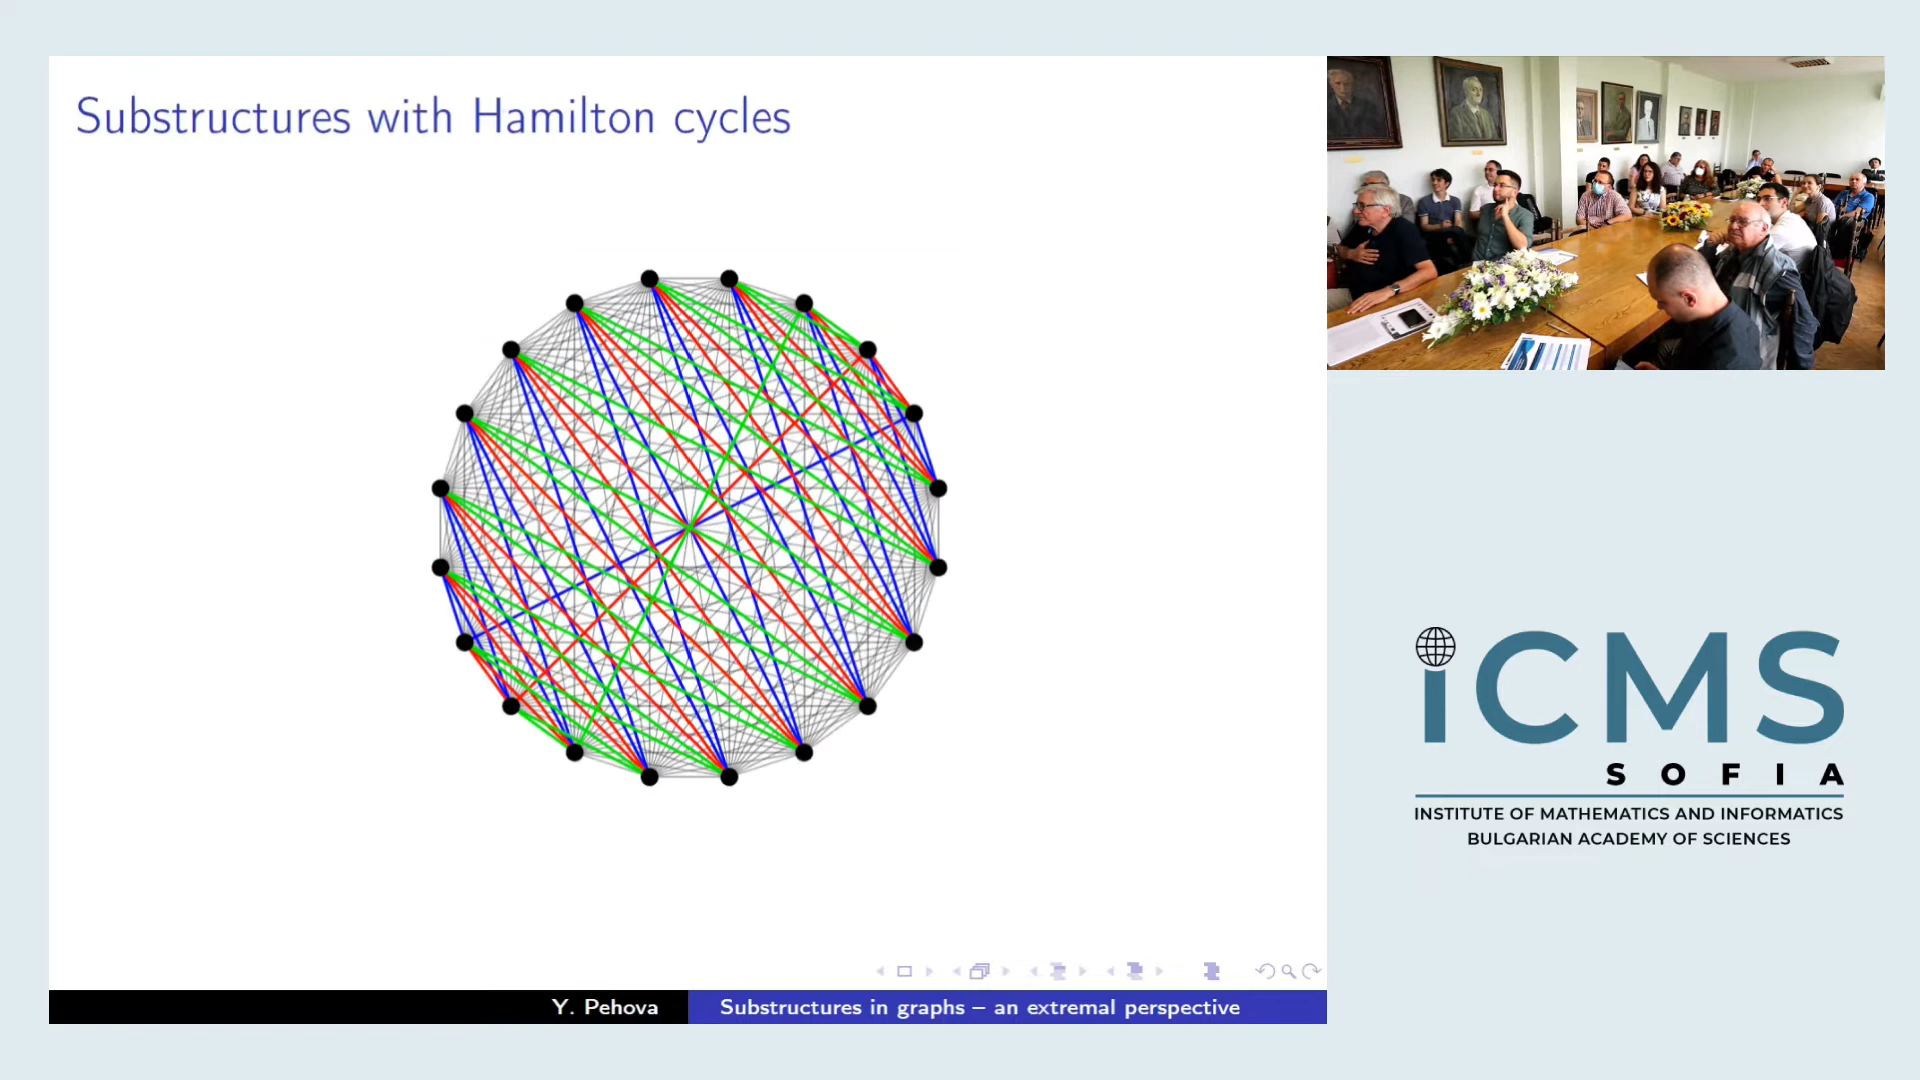 Substructures with Hamilton cycles
iCMS
SOFIA
INSTITUTE OF MATHEMATICS AND INFORMATICS
BULGARIAN ACADEMY OF SCIENCES
Y. Pehova
Substructures in graphs – an extremal perspective